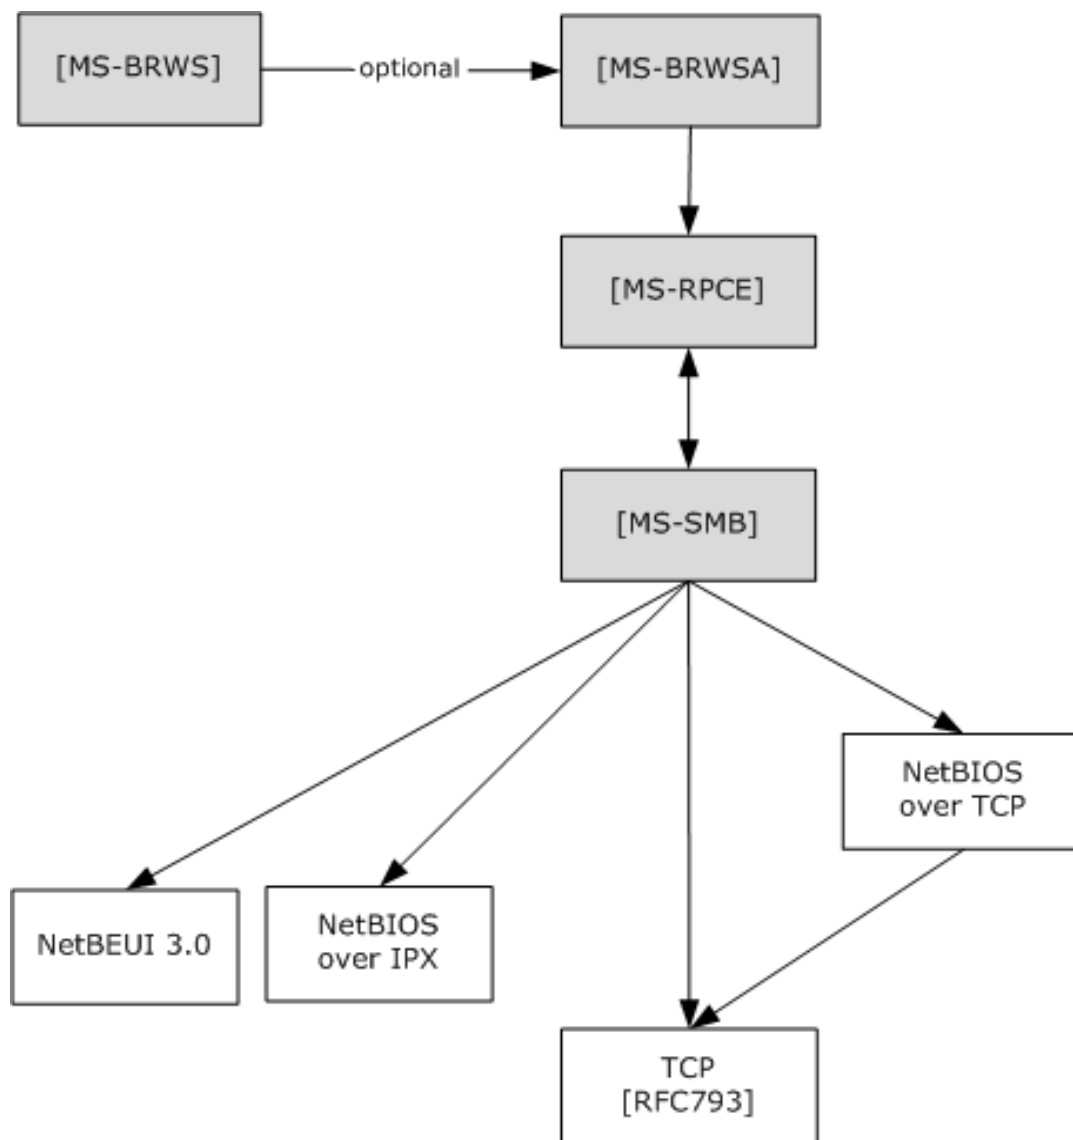 [MS-BRWS]
optional
[MS-BRWSA]
[MS-RPCE]
[MS-SMB]
NetBIOS
over TCP
NetBEUI 3.0
NetBIOS
over IPX
TCP
[RFC793]